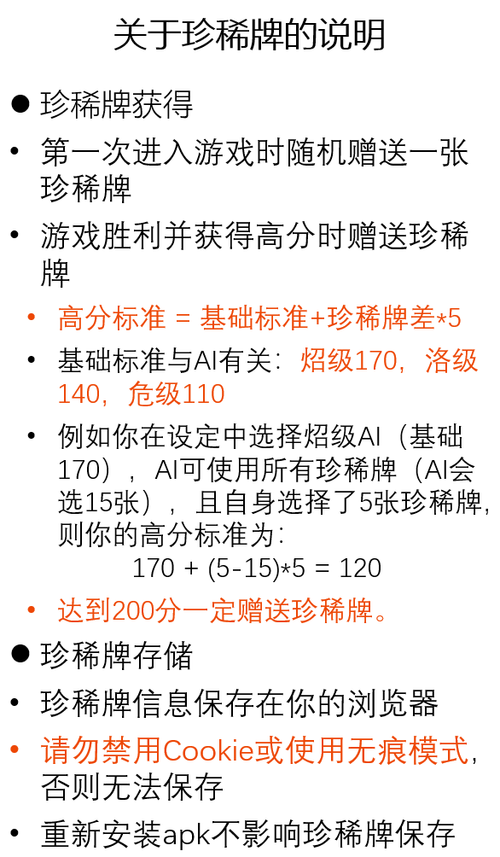 关于珍稀牌的说明
● 珍稀牌获得
• 第一次进入游戏时随机赠送一张
珍稀牌
• 游戏胜利并获得高分时赠送珍稀
牌
• 高分标准 = 基础标准+珍稀牌差*5
• 基础标准与AI有关：炤级170，洛级
140，危级110
• 例如你在设定中选择炤级AI（基础
170），AI可使用所有珍稀牌（AI会
选15张），且自身选择了5张珍稀牌,
则你的高分标准为：
170 + (5-15)*5 = 120
• 达到200分一定赠送珍稀牌。
● 珍稀牌存储
• 珍稀牌信息保存在你的浏览器
• 请勿禁用Cookie或使用无痕模式,
否则无法保存
• 重新安装apk不影响珍稀牌保存